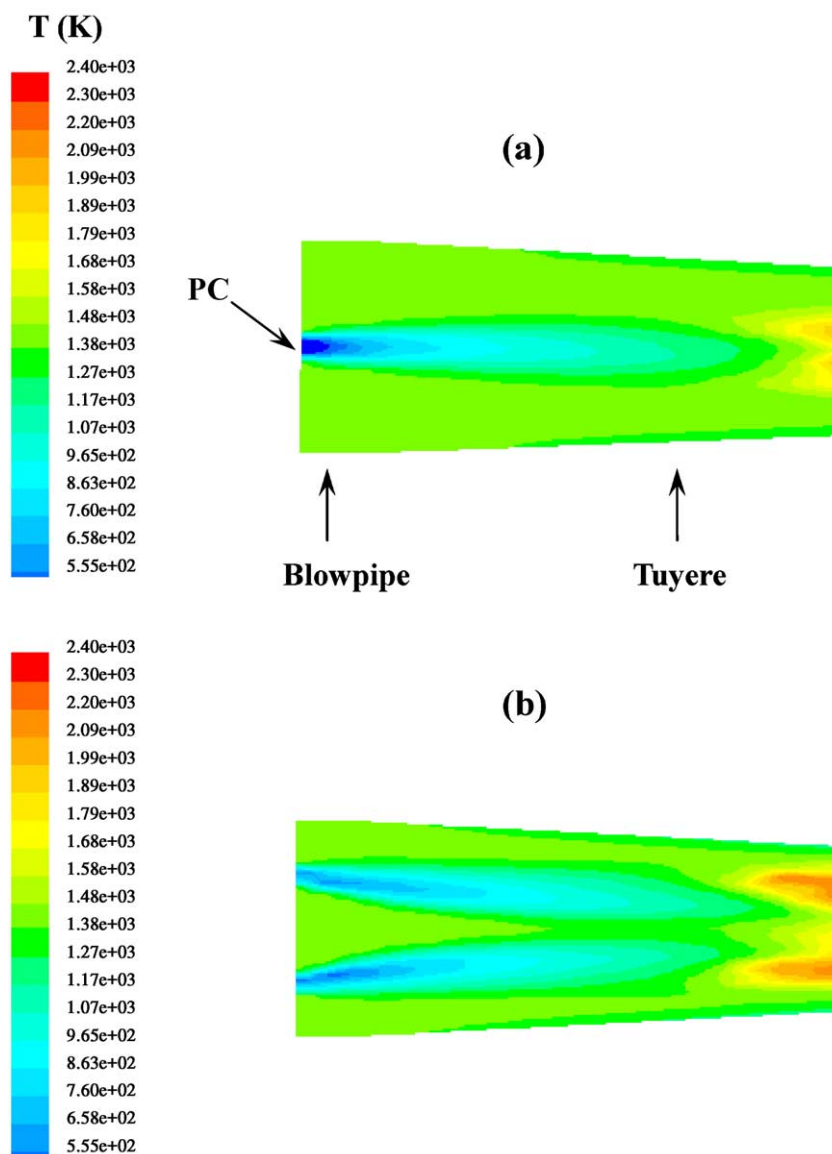 T (K)
2.40e+03
2.30e+03
2.20e+03
2.09e+03
1.99e+03
1.89e+03
1.79e+03
1.68e+03
1.58e+03
1.48e+03
1.38e+03
1.27e+03
1.17e+03
1.07e+03
9.65e+02
8.63e+02
7.60e+02
6.58e+02
5.55e+02
(a)
PC
Blowpipe
Tuyere
2.40e+03
2.30e+03
2.20e+03
2.09e+03
1.99e+03
1.89e+03
1.79e+03
1.68e+03
1.58e+03
1.48e+03
1.38e+03
1.27e+03
1.17e+03
1.07e+03
9.65e+02
8.63e+02
7.60e+02
6.58e+02
5.55e+02
(b)